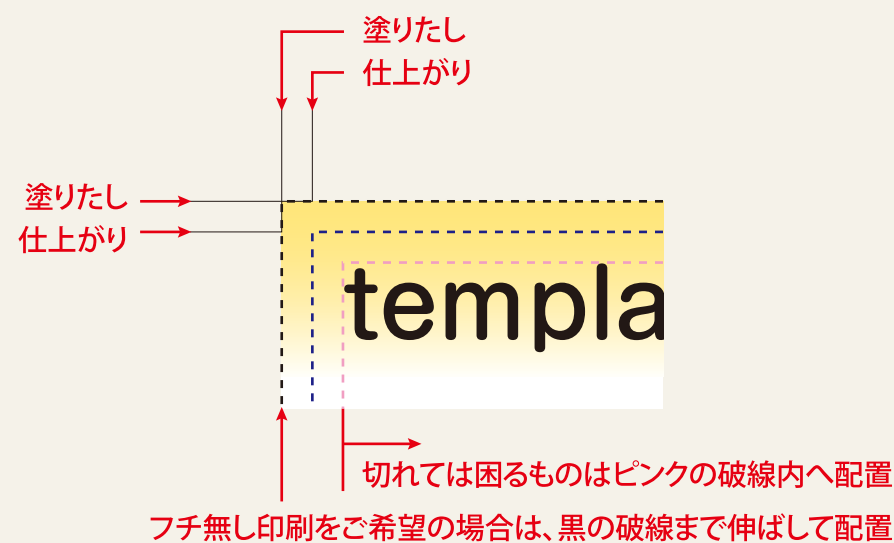 塗りたし
仕上がり
塗りたし
仕上がり
templa
切れては困るものはピンクの破線内へ配置
フチ無し印刷をご希望の場合は、黒の破線まで伸ばして配置